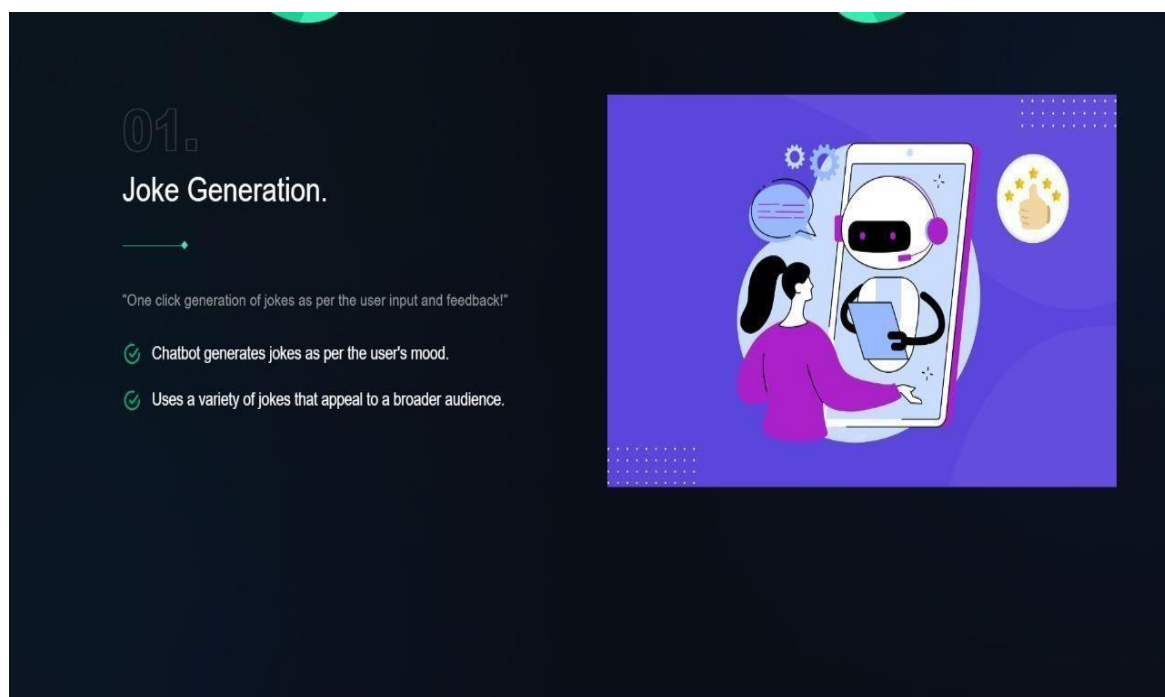 01.
Joke Generation.
"One click generation of jokes as per the user input and feedback!"
Chatbot generates jokes as per the user's mood.
Uses a variety of jokes that appeal to a broader audience.